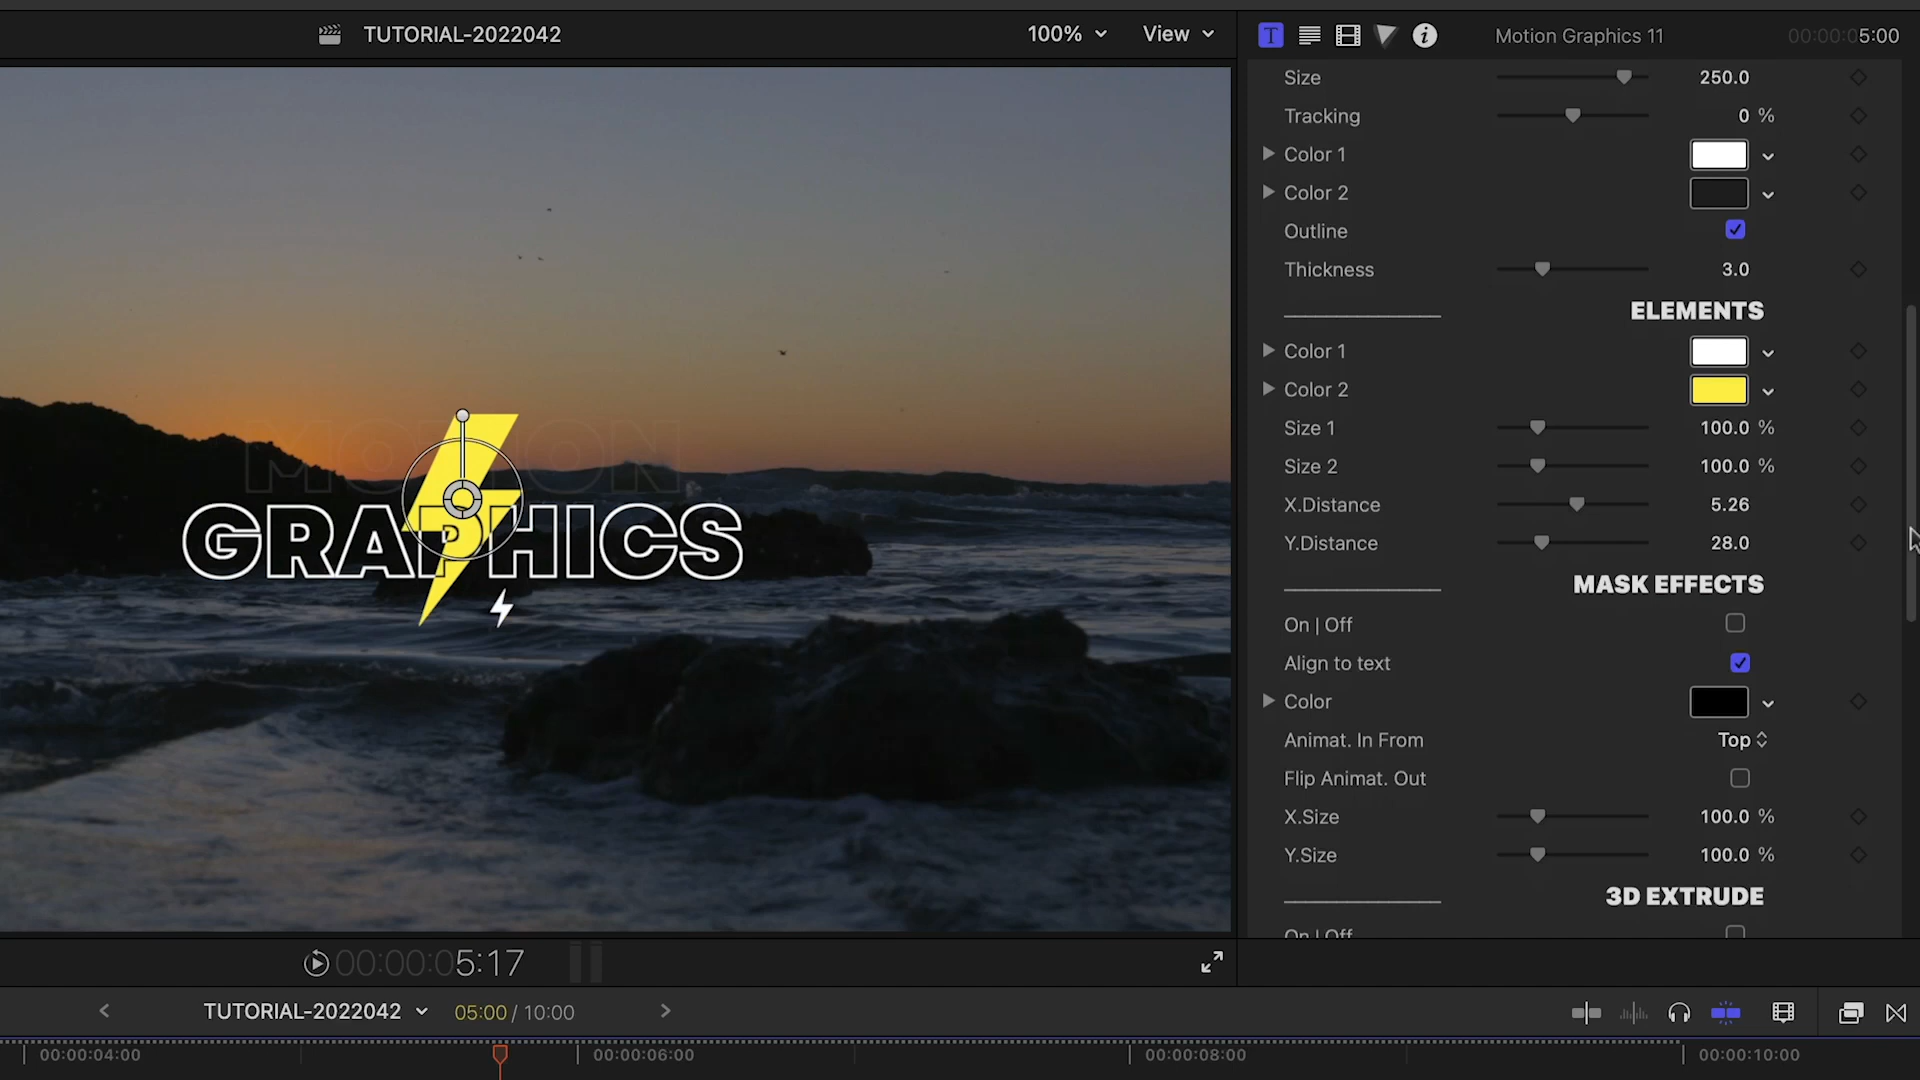 TUTORIAL-2022042
100%
View
T
i
Motion Graphics 11
00:00:05:00
Size
250.0
Tracking
0 %
Color 1
Color 2
Outline
Thickness
3.0
ELEMENTS
Color 1
Color 2
Size 1
100.0 %
Size 2
100.0 %
X.Distance
5.26
Y.Distance
28.0
MASK EFFECTS
On | Off
Align to text
Color
Animat. In From
Top
Flip Animat. Out
X.Size
100.0 %
Y.Size
100.0 %
3D EXTRUDE
On | Off
MOTION
GRAPHICS
00:00:05:17
TUTORIAL-2022042
05:00 / 10:00
00:00:04:00
00:00:06:00
00:00:08:00
00:00:10:00